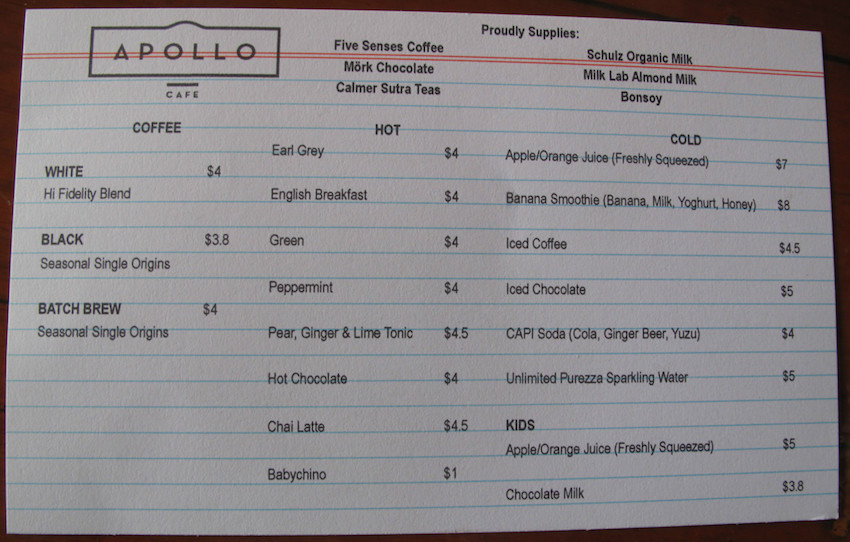 APOLLO
CAFE
Proudly Supplies:
Five Senses Coffee
Mörk Chocolate
Calmer Sutra Teas
Schulz Organic Milk
Milk Lab Almond Milk
Bonsoy
COFFEE
WHITE $4
Hi Fidelity Blend
BLACK $3.8
Seasonal Single Origins
BATCH BREW $4
Seasonal Single Origins
HOT
Earl Grey $4
English Breakfast $4
Green $4
Peppermint $4
Pear, Ginger & Lime Tonic $4.5
Hot Chocolate $4
Chai Latte $4.5
Babychino $1
COLD
Apple/Orange Juice (Freshly Squeezed) $7
Banana Smoothie (Banana, Milk, Yoghurt, Honey) $8
Iced Coffee $4.5
Iced Chocolate $5
CAPI Soda (Cola, Ginger Beer, Yuzu) $4
Unlimited Purezza Sparkling Water $5
KIDS
Apple/Orange Juice (Freshly Squeezed) $5
Chocolate Milk $3.8